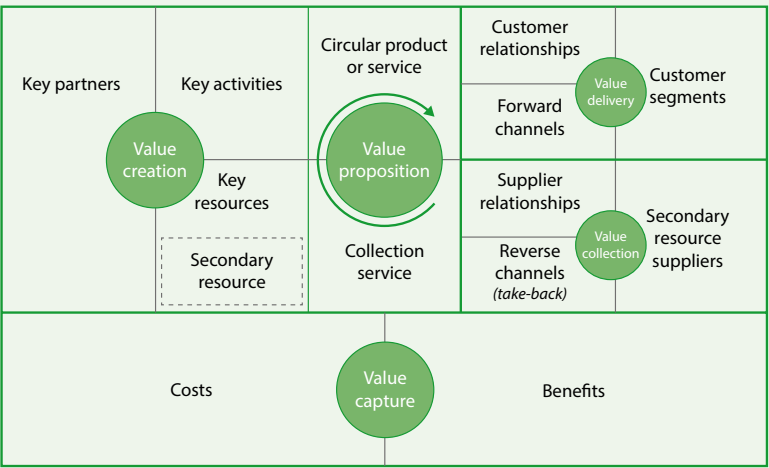 Key partners
Key activities
Value
creation
Key
resources
Secondary
resource
Circular product
or service
Value
proposition
Collection
service
Customer
relationships
Forward
channels
Value
delivery
Customer
segments
Supplier
relationships
Reverse
channels
(take-back)
Value
collection
Secondary
resource
suppliers
Costs
Value
capture
Benefits